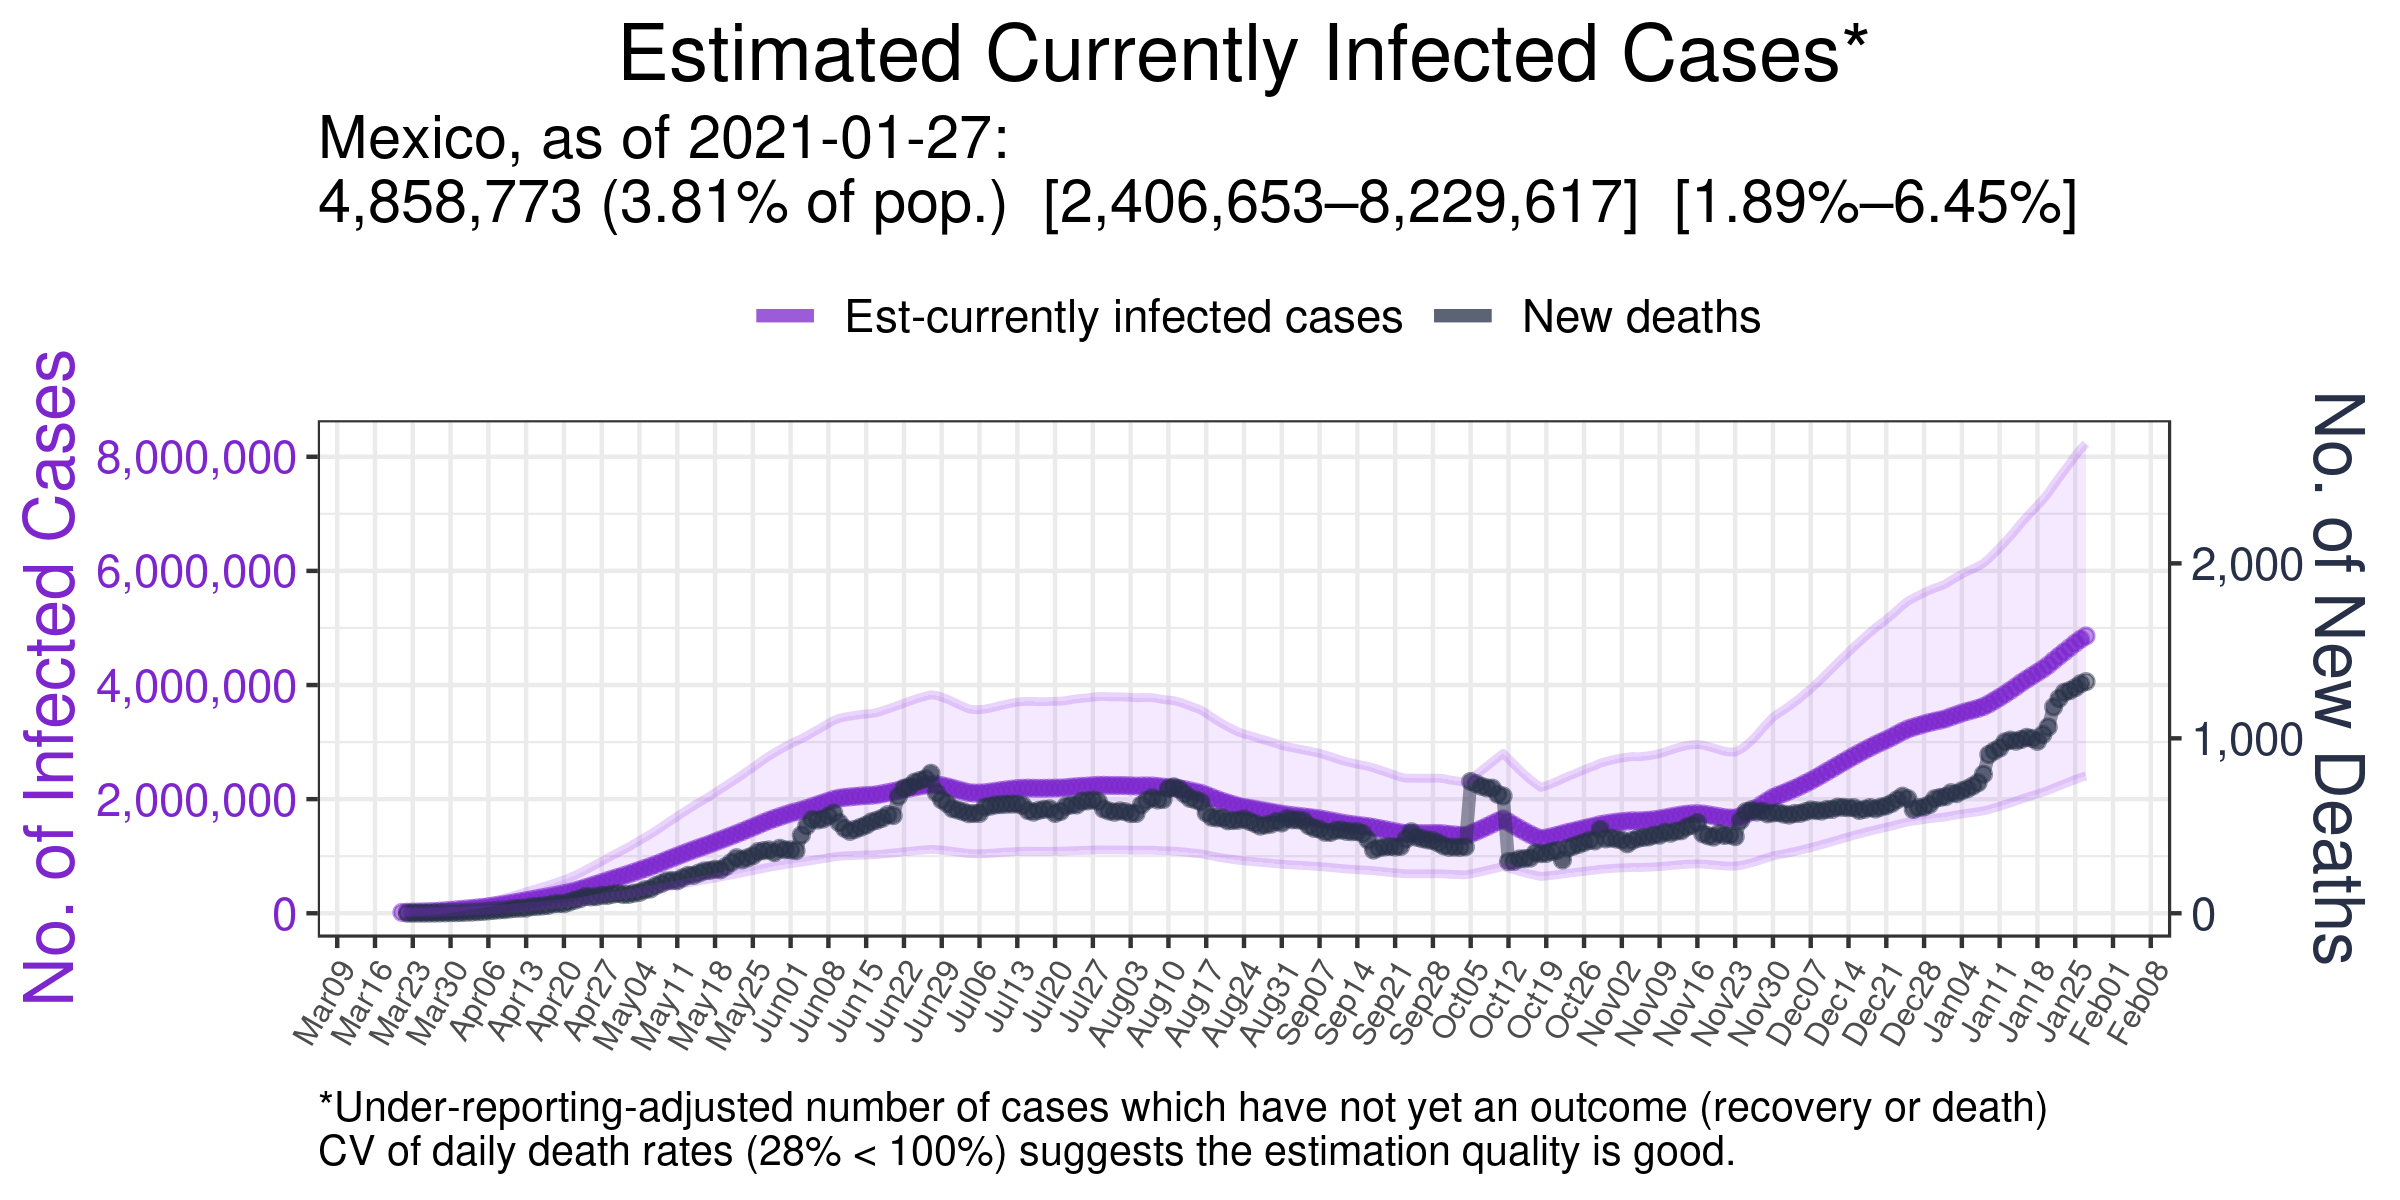 Estimated Currently Infected Cases*
Mexico, as of 2021-01-27:
4,858,773 (3.81% of pop.) [2,406,653–8,229,617] [1.89%–6.45%]
Est-currently infected cases
New deaths
No. of Infected Cases
8,000,000
6,000,000
4,000,000
2,000,000
0
2,000
1,000
0
No. of New Deaths
Mar09
Mar16
Mar23
Mar30
Apr06
Apr13
Apr20
Apr27
May04
May11
May18
May25
Jun01
Jun08
Jun15
Jun22
Jun29
Jul06
Jul13
Jul20
Jul27
Aug03
Aug10
Aug17
Aug24
Aug31
Sep07
Sep14
Sep21
Sep28
Oct05
Oct12
Oct19
Oct26
Nov02
Nov09
Nov16
Nov23
Nov30
Dec07
Dec14
Dec21
Dec28
Jan04
Jan11
Jan18
Jan25
Feb01
Feb08
*Under-reporting-adjusted number of cases which have not yet an outcome (recovery or death)
CV of daily death rates (28% < 100%) suggests the estimation quality is good.